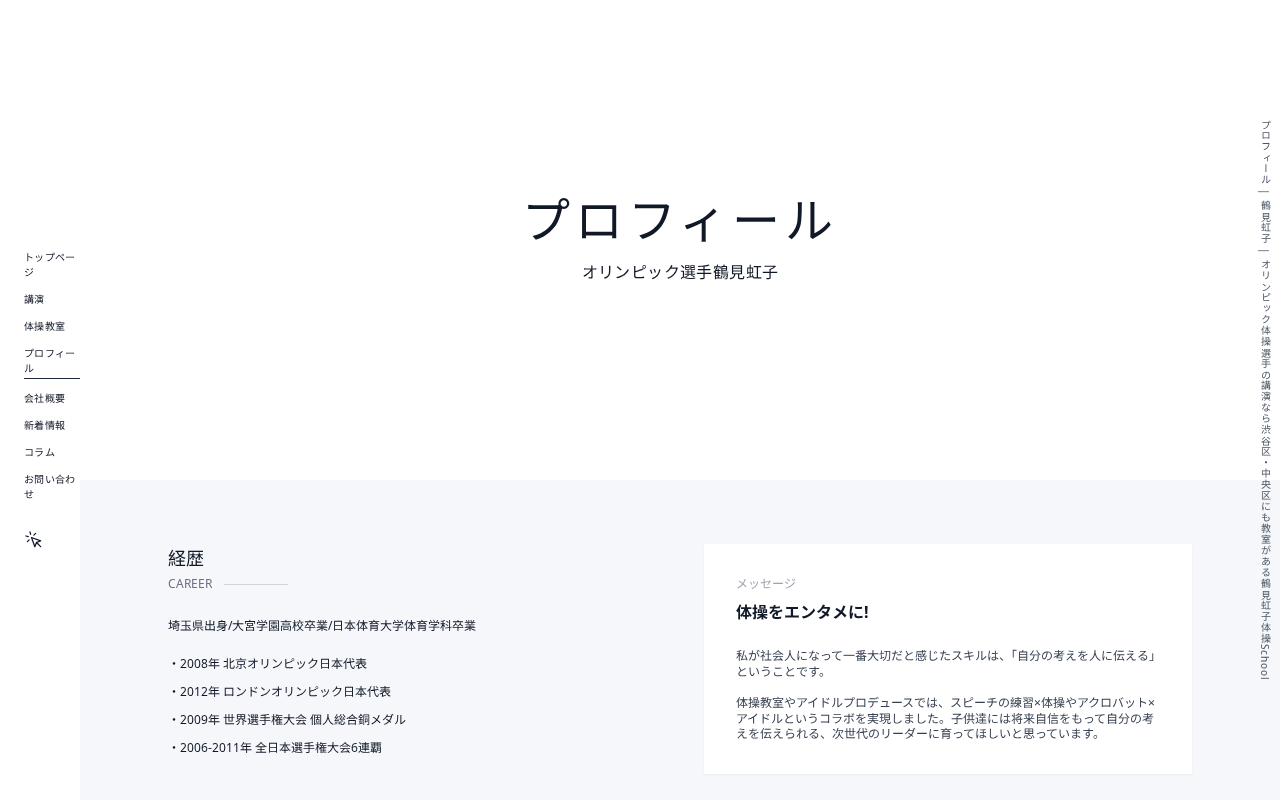 トップペー
ジ
講演
体操教室
プロフィー
ル
会社概要
新着情報
コラム
お問い合わ
せ
プロフィール
オリンピック選手鶴見虹子
経歴
CAREER
埼玉県出身/大宮学園高校卒業/日本体育大学体育学科卒業
・2008年 北京オリンピック日本代表
・2012年 ロンドンオリンピック日本代表
・2009年 世界選手権大会 個人総合銅メダル
・2006-2011年 全日本選手権大会6連覇
メッセージ
体操をエンタメに!
私が社会人になって一番大切だと感じたスキルは、「自分の考えを人に伝える」
ということです。
体操教室やアイドルプロデュースでは、スピーチの練習×体操やアクロバット×
アイドルというコラボを実現しました。子供達には将来自信をもって自分の考
えを伝えられる、次世代のリーダーに育ってほしいと思っています。
プロフィール | 鶴見虹子 | オリンピック体操選手の講演なら渋谷区・中央区にも教室がある鶴見虹子体操School